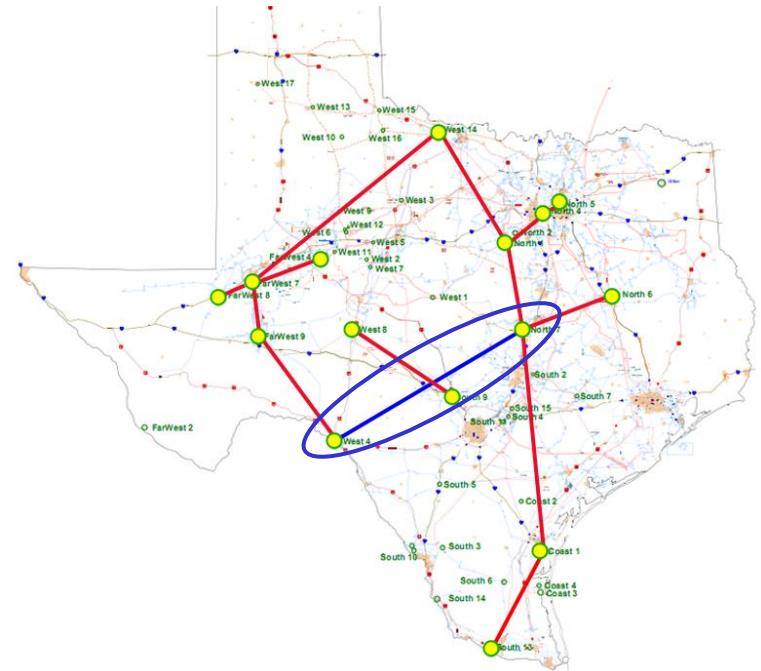 West 17
West 13
West 15
West 14
West 10
West 16
West 3
North 5
North 4
West 9
West 12
West 6
North 2
North
West 5
West 11
FarWest 4
West 2
West 7
FarWest 7
FarWest 8
West 1
North 6
West 8
North 7
FarWest 9
South 2
South 9
South 7
South 15
South 4
South
West 4
FarWest 2
South 5
Coast 2
Coast 1
South 3
South 10
South 6
Coast 4
Coast 3
South 14
South 13